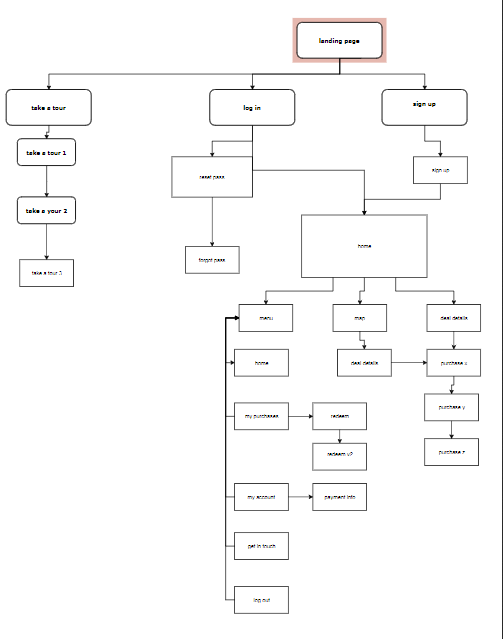 landing page
take a tour
log in
sign up
take a tour 1
reset pass
sign up
take a your 2
home
forgot pass
take a tour 3
menu
map
deal details
home
deal details
purchase x
my purchases
redeem
purchase y
redeem v2
purchase z
my account
payment info
get in touch
log out